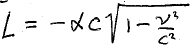 L = -αc√(1 - v²/c²)